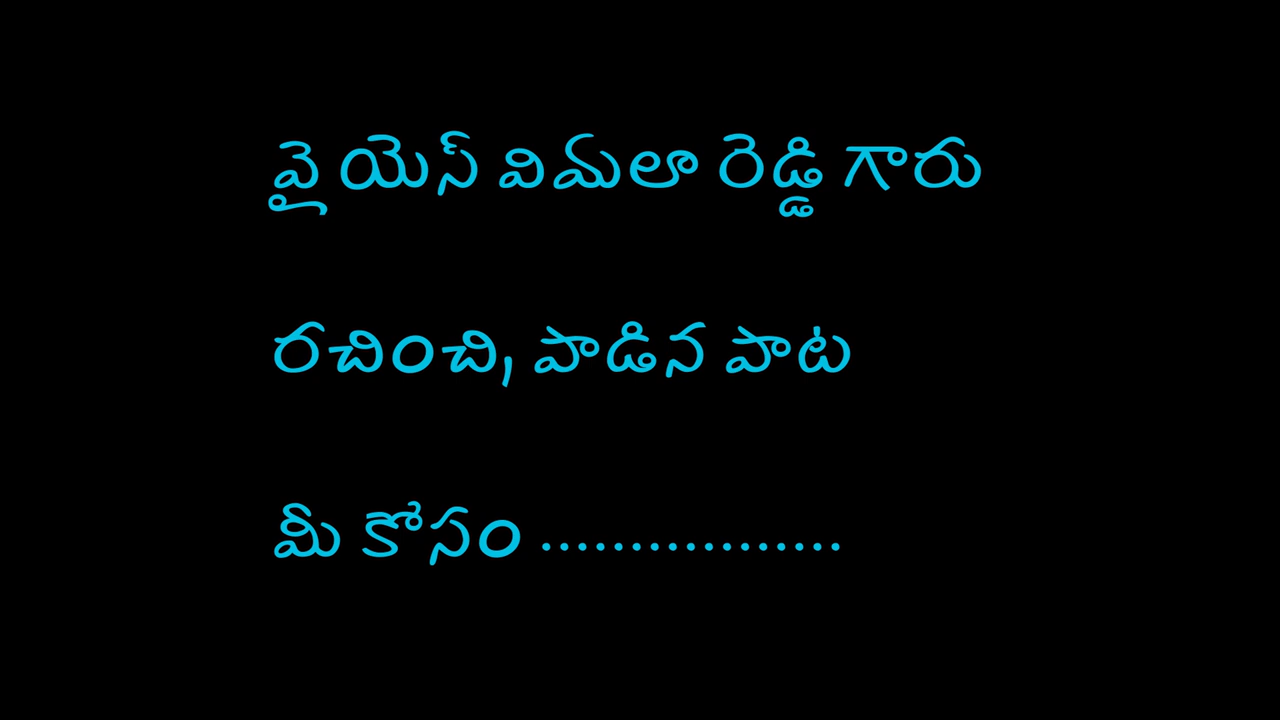 వై యెస్ విమలా రెడ్డి గారు
రచించి, పాడిన పాట
మీ కోసం .................